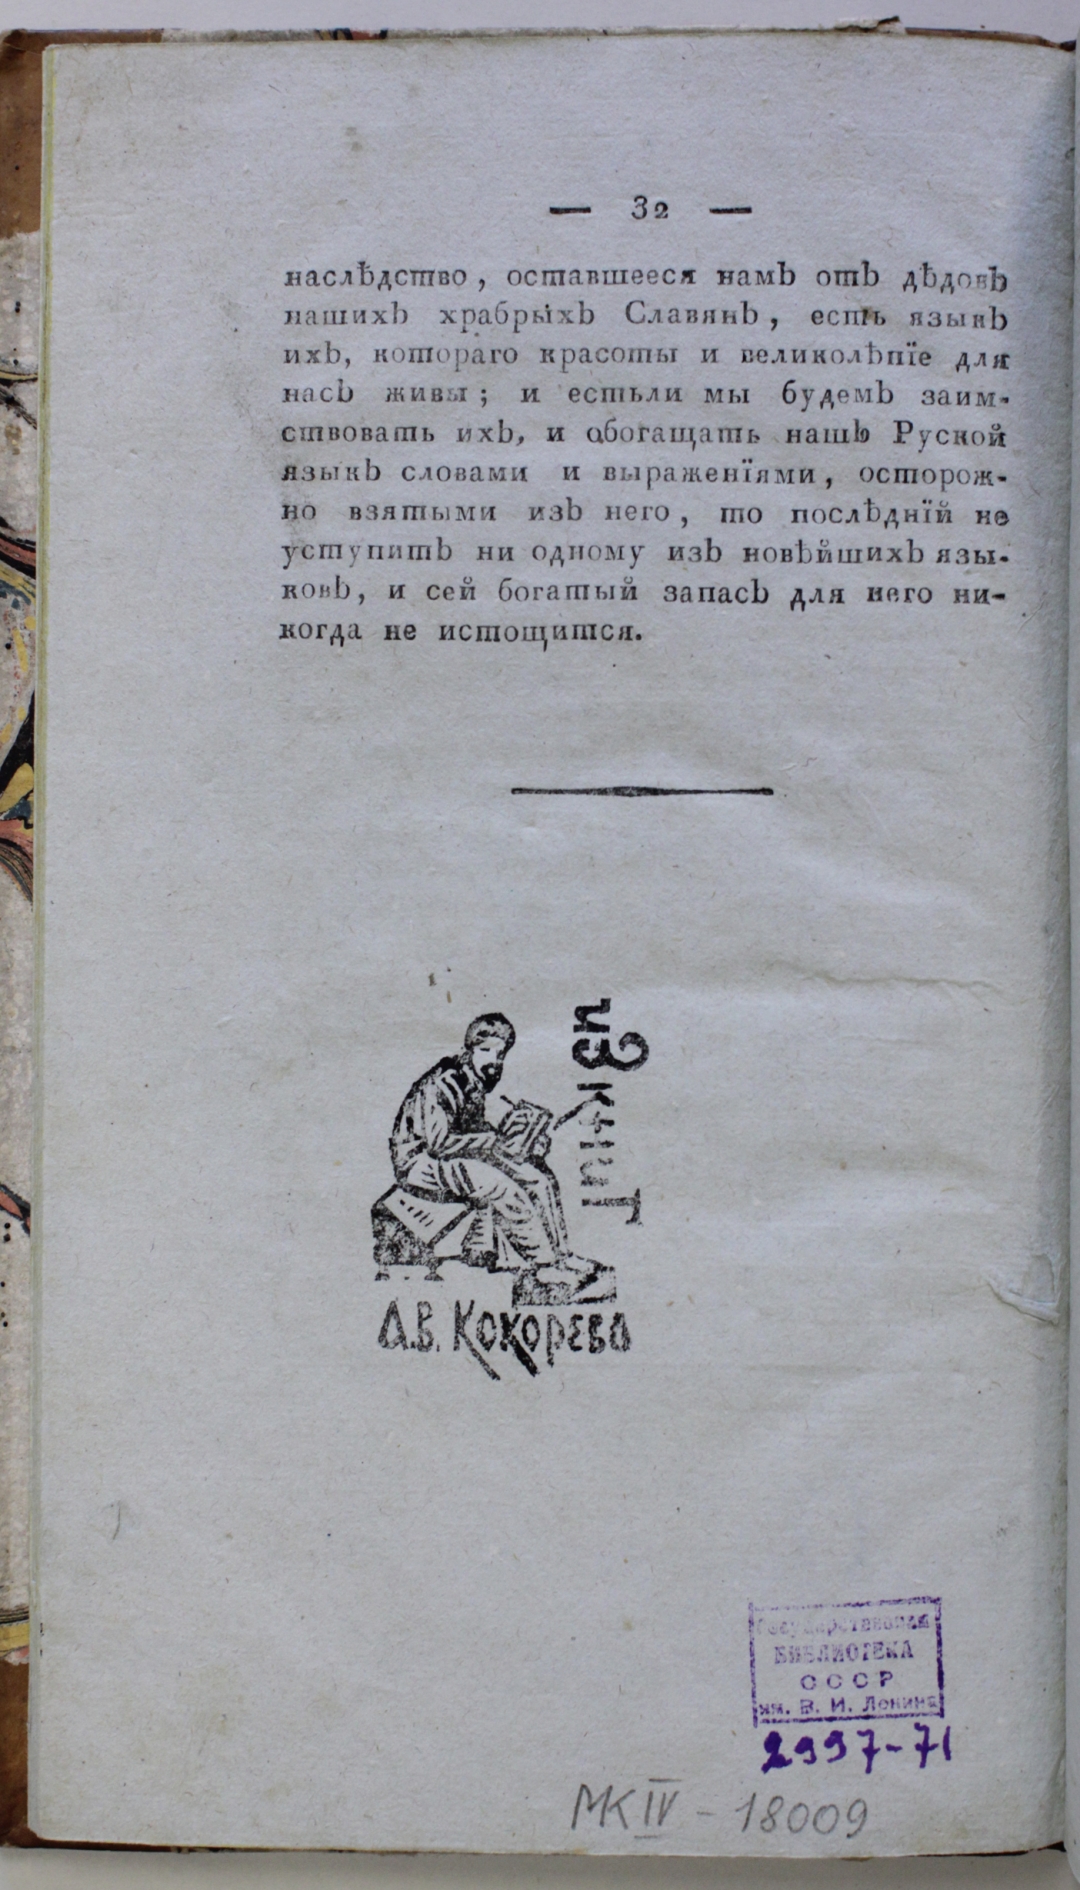 — 32 —
наслѣдство, оставшееся намъ отъ дѣдовъ
нашихъ храбрыхъ Славянъ, есть языкъ
ихъ, котораго красоты и великолѣпїе для
насъ живы; и естьли мы будемъ заим-
ствовать ихъ, и обогащать нашъ Руской
языкъ словами и выраженїями, осторож-
но взятыми изъ него, то послѣднїй не
уступитъ ни одному изъ новѣйшихъ язы-
ковъ, и сей богатый запасъ для него ни-
когда не истощится.
Из книг
А.В. Кокорева
Государственная
БИБЛИОТЕКА
СССР
им. В. И. Ленина
2997-71
МК IV - 18009